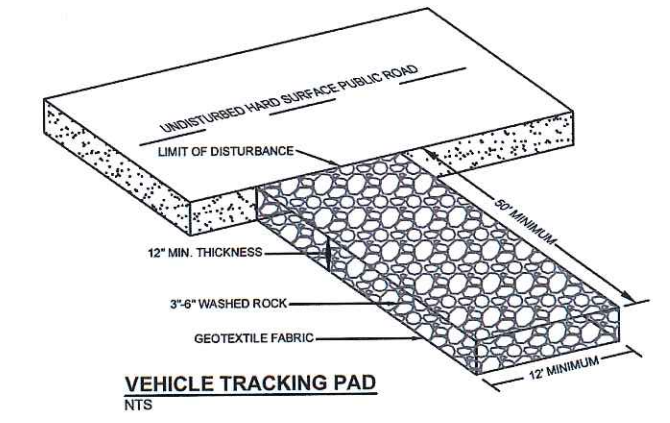 UNDISTURBED HARD SURFACE PUBLIC ROAD
LIMIT OF DISTURBANCE
50' MINIMUM
12" MIN. THICKNESS
3"-6" WASHED ROCK
GEOTEXTILE FABRIC
12' MINIMUM
VEHICLE TRACKING PAD
NTS